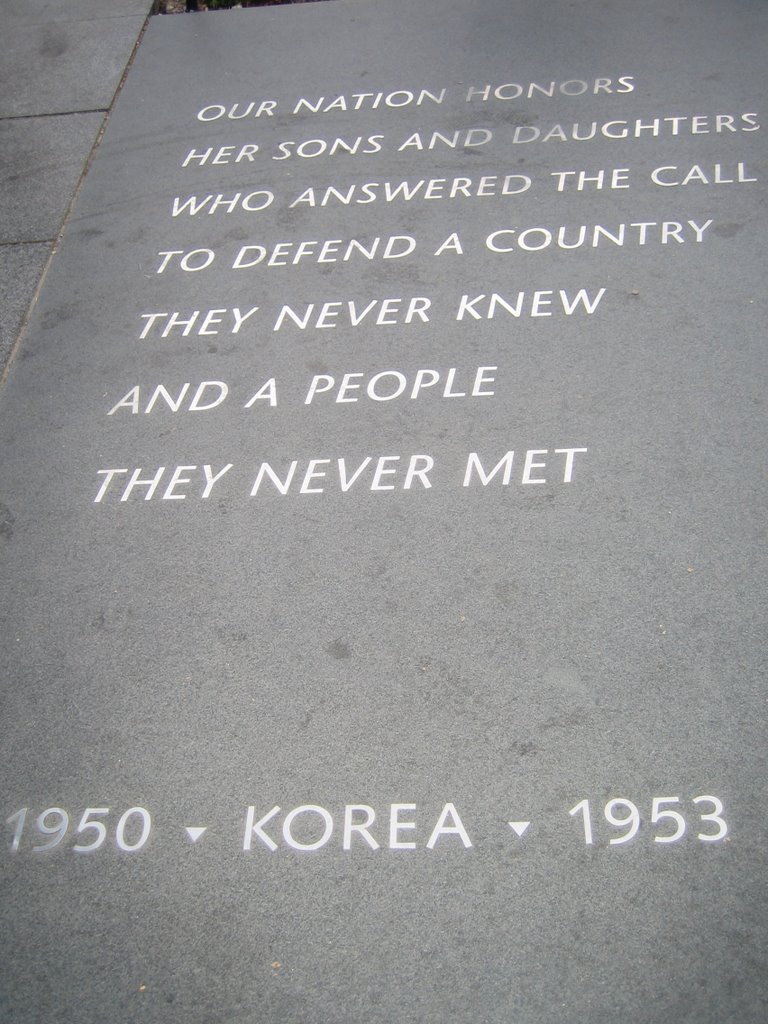 OUR NATION HONORS
HER SONS AND DAUGHTERS
WHO ANSWERED THE CALL
TO DEFEND A COUNTRY
THEY NEVER KNEW
AND A PEOPLE
THEY NEVER MET
1950 ▾ KOREA ▾ 1953